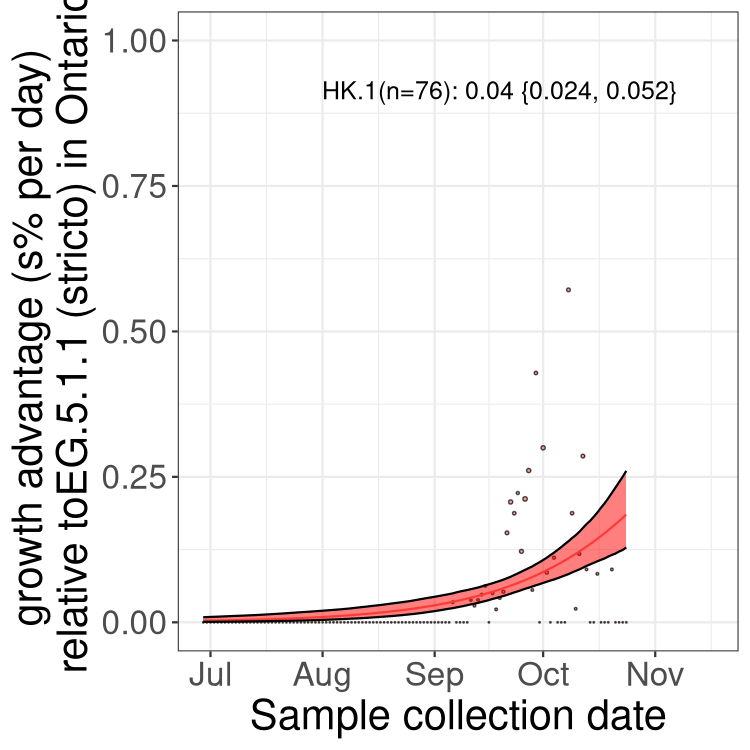 growth advantage (s% per day)
relative toEG.5.1.1 (stricto) in Ontario
1.00
0.75
0.50
0.25
0.00
HK.1(n=76): 0.04 {0.024, 0.052}
Jul Aug Sep Oct Nov
Sample collection date